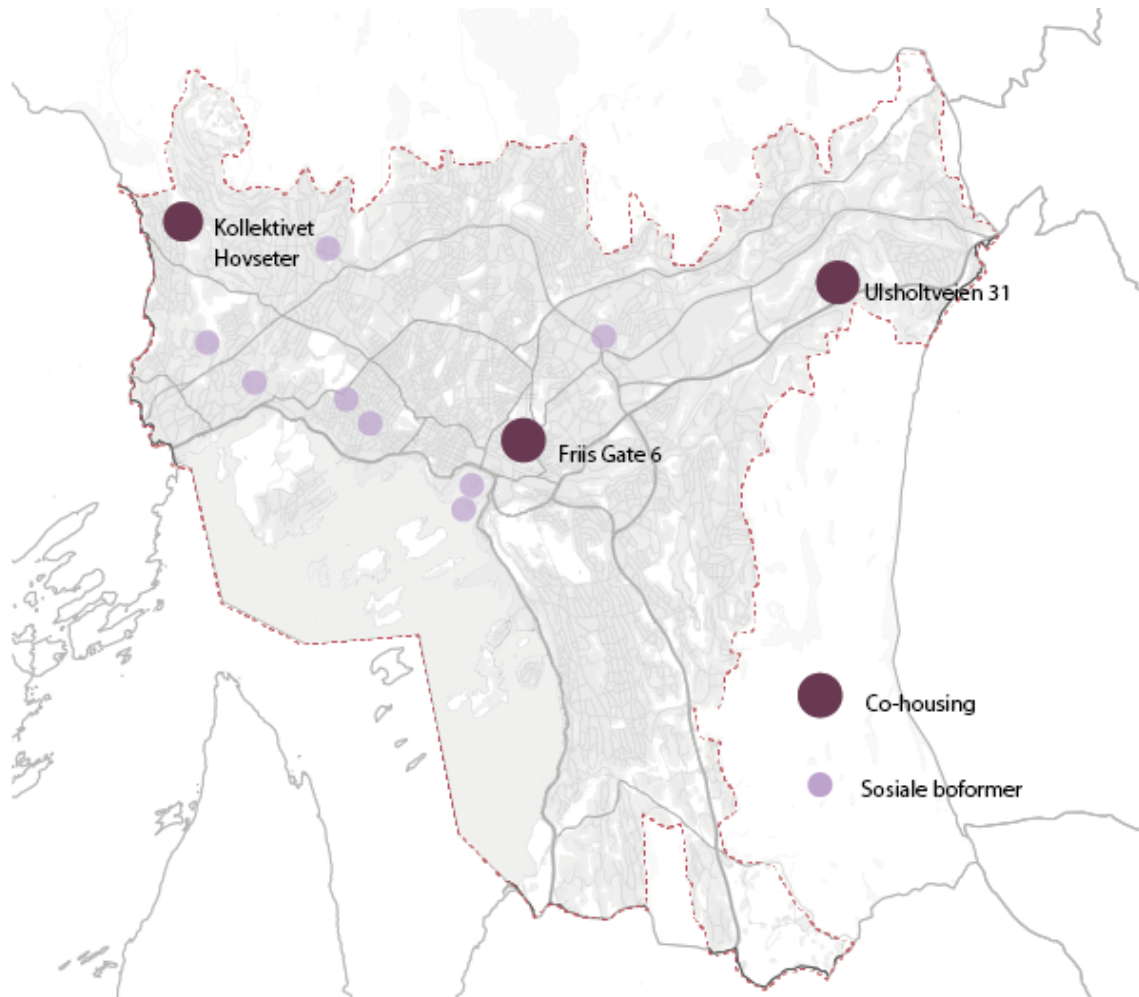 Kollektivet
Hovseter
Ulsholtveien 31
Friis Gate 6
Co-housing
Sosiale boformer